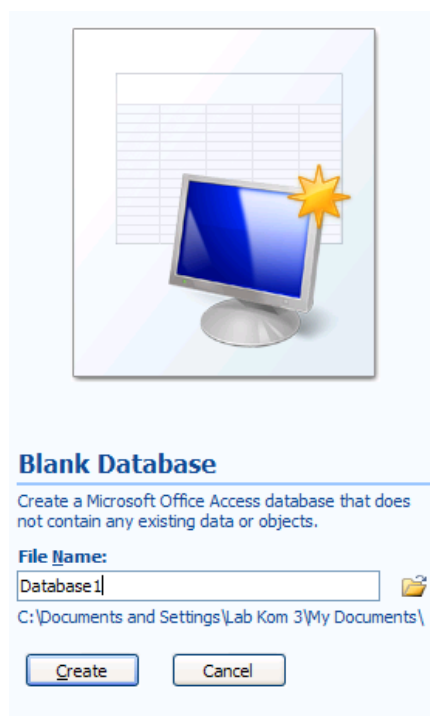 Blank Database
Create a Microsoft Office Access database that does
not contain any existing data or objects.
File Name:
Database1
C:\Documents and Settings\Lab Kom 3\My Documents\
Create
Cancel